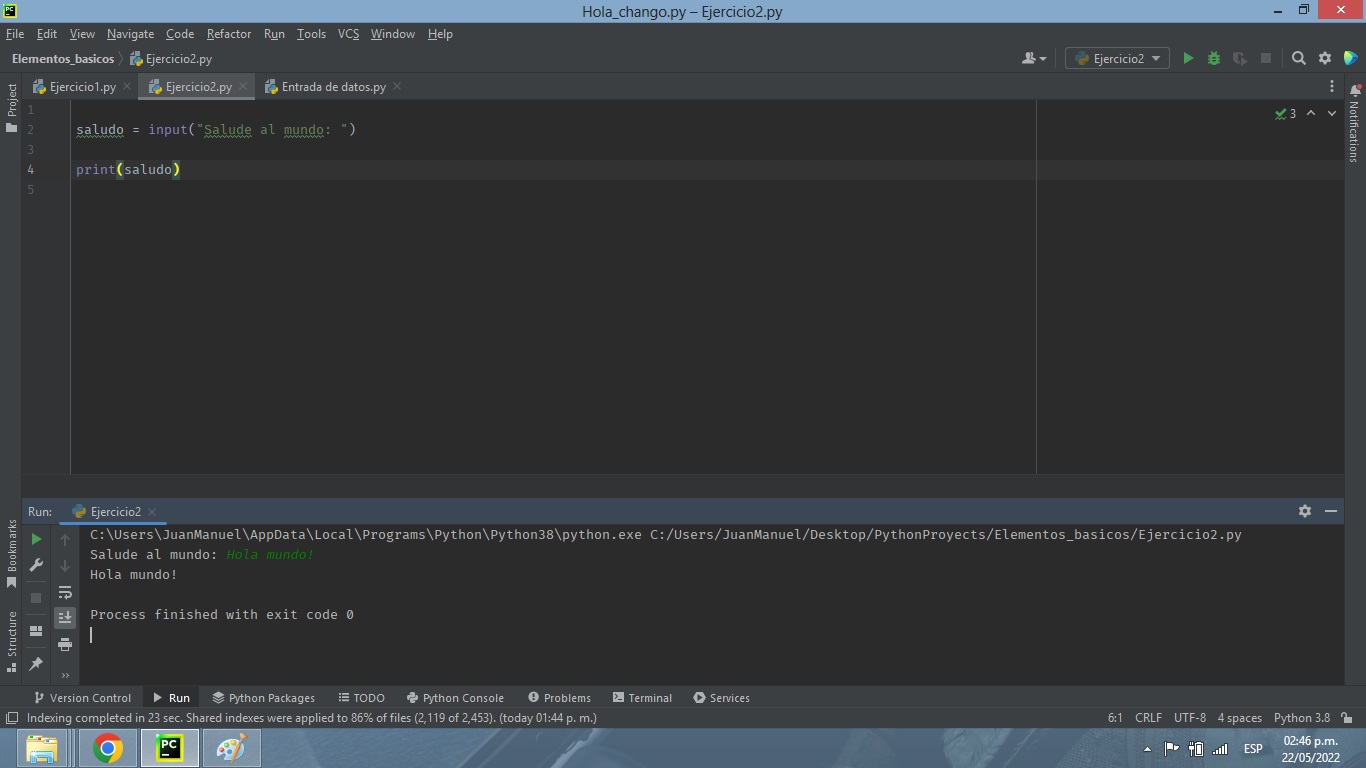 Hola_chango.py – Ejercicio2.py
File Edit View Navigate Code Refactor Run Tools VCS Window Help
Elementos_basicos Ejercicio2.py
Ejercicio2
Ejercicio1.py Ejercicio2.py Entrada de datos.py
Project
Notifications
3
1
2 saludo = input("Salude al mundo: ")
3
4 print(saludo)
5
Run: Ejercicio2
C:\Users\JuanManuel\AppData\Local\Programs\Python\Python38\python.exe C:/Users/JuanManuel/Desktop/PythonProyects/Elementos_basicos/Ejercicio2.py
Salude al mundo: Hola mundo!
Hola mundo!
Process finished with exit code 0
Bookmarks
Structure
Version Control Run Python Packages TODO Python Console Problems Terminal Services
Indexing completed in 23 sec. Shared indexes were applied to 86% of files (2,119 of 2,453). (today 01:44 p. m.)
6:1 CRLF UTF-8 4 spaces Python 3.8
PC
ESP
02:46 p.m.
22/05/2022